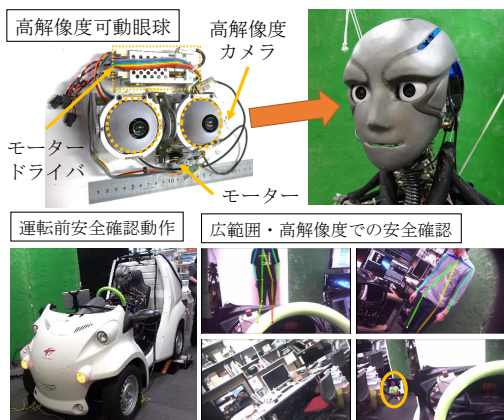 高解像度可動眼球
高解像度
カメラ
モーター
ドライバ
モーター
運転前安全確認動作
広範囲・高解像度での安全確認